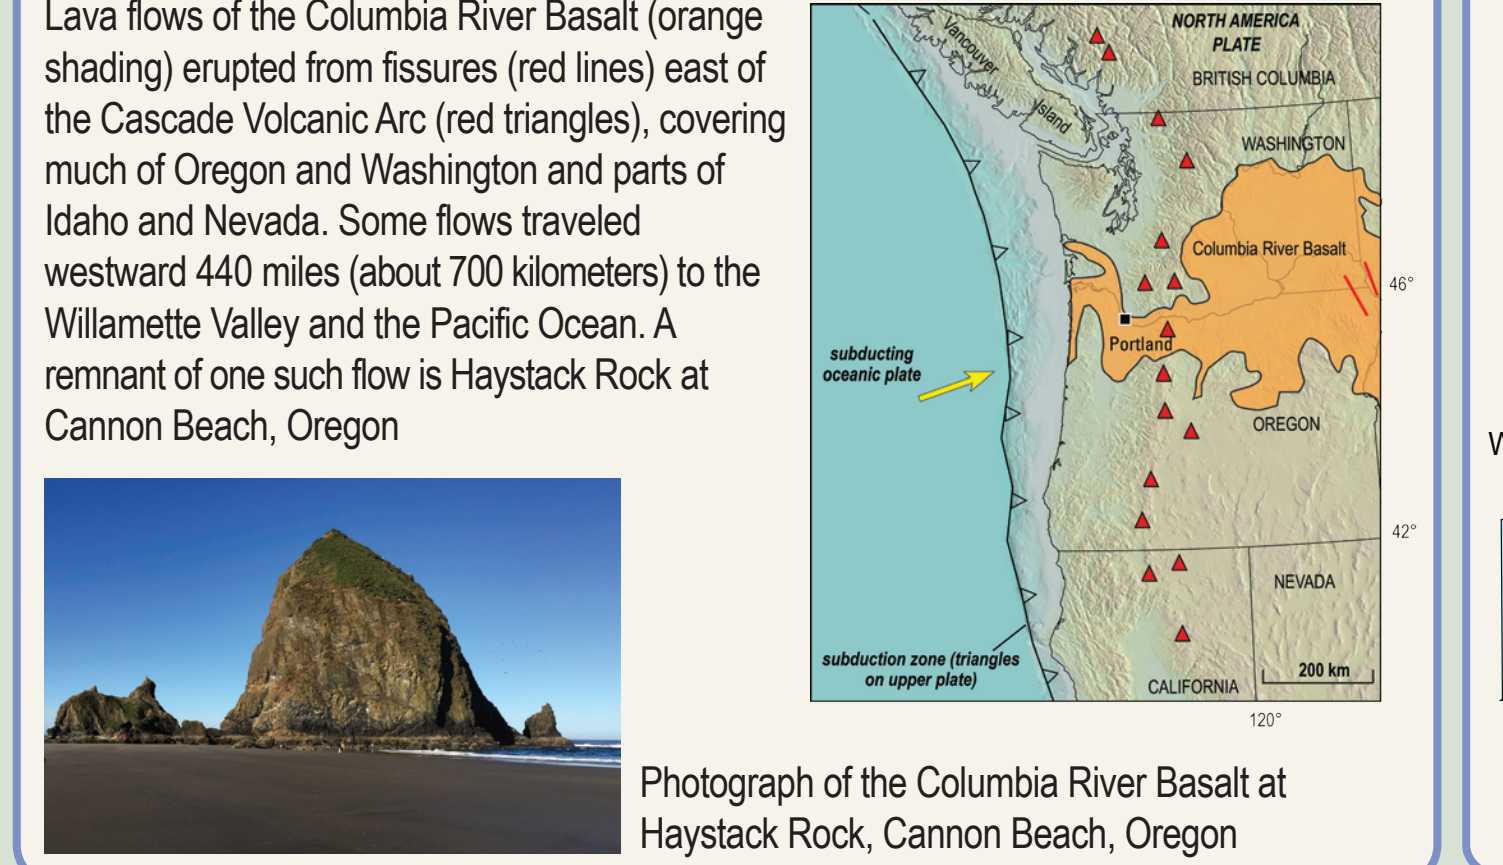 Lava flows of the Columbia River Basalt (orange
shading) erupted from fissures (red lines) east of
the Cascade Volcanic Arc (red triangles), covering
much of Oregon and Washington and parts of
Idaho and Nevada. Some flows traveled
westward 440 miles (about 700 kilometers) to the
Willamette Valley and the Pacific Ocean. A
remnant of one such flow is Haystack Rock at
Cannon Beach, Oregon
NORTH AMERICA
PLATE
BRITISH COLUMBIA
Vancouver
Island
WASHINGTON
Columbia River Basalt
46°
Portland
subducting
oceanic plate
OREGON
42°
NEVADA
subduction zone (triangles
on upper plate)
200 km
CALIFORNIA
120°
Photograph of the Columbia River Basalt at
Haystack Rock, Cannon Beach, Oregon